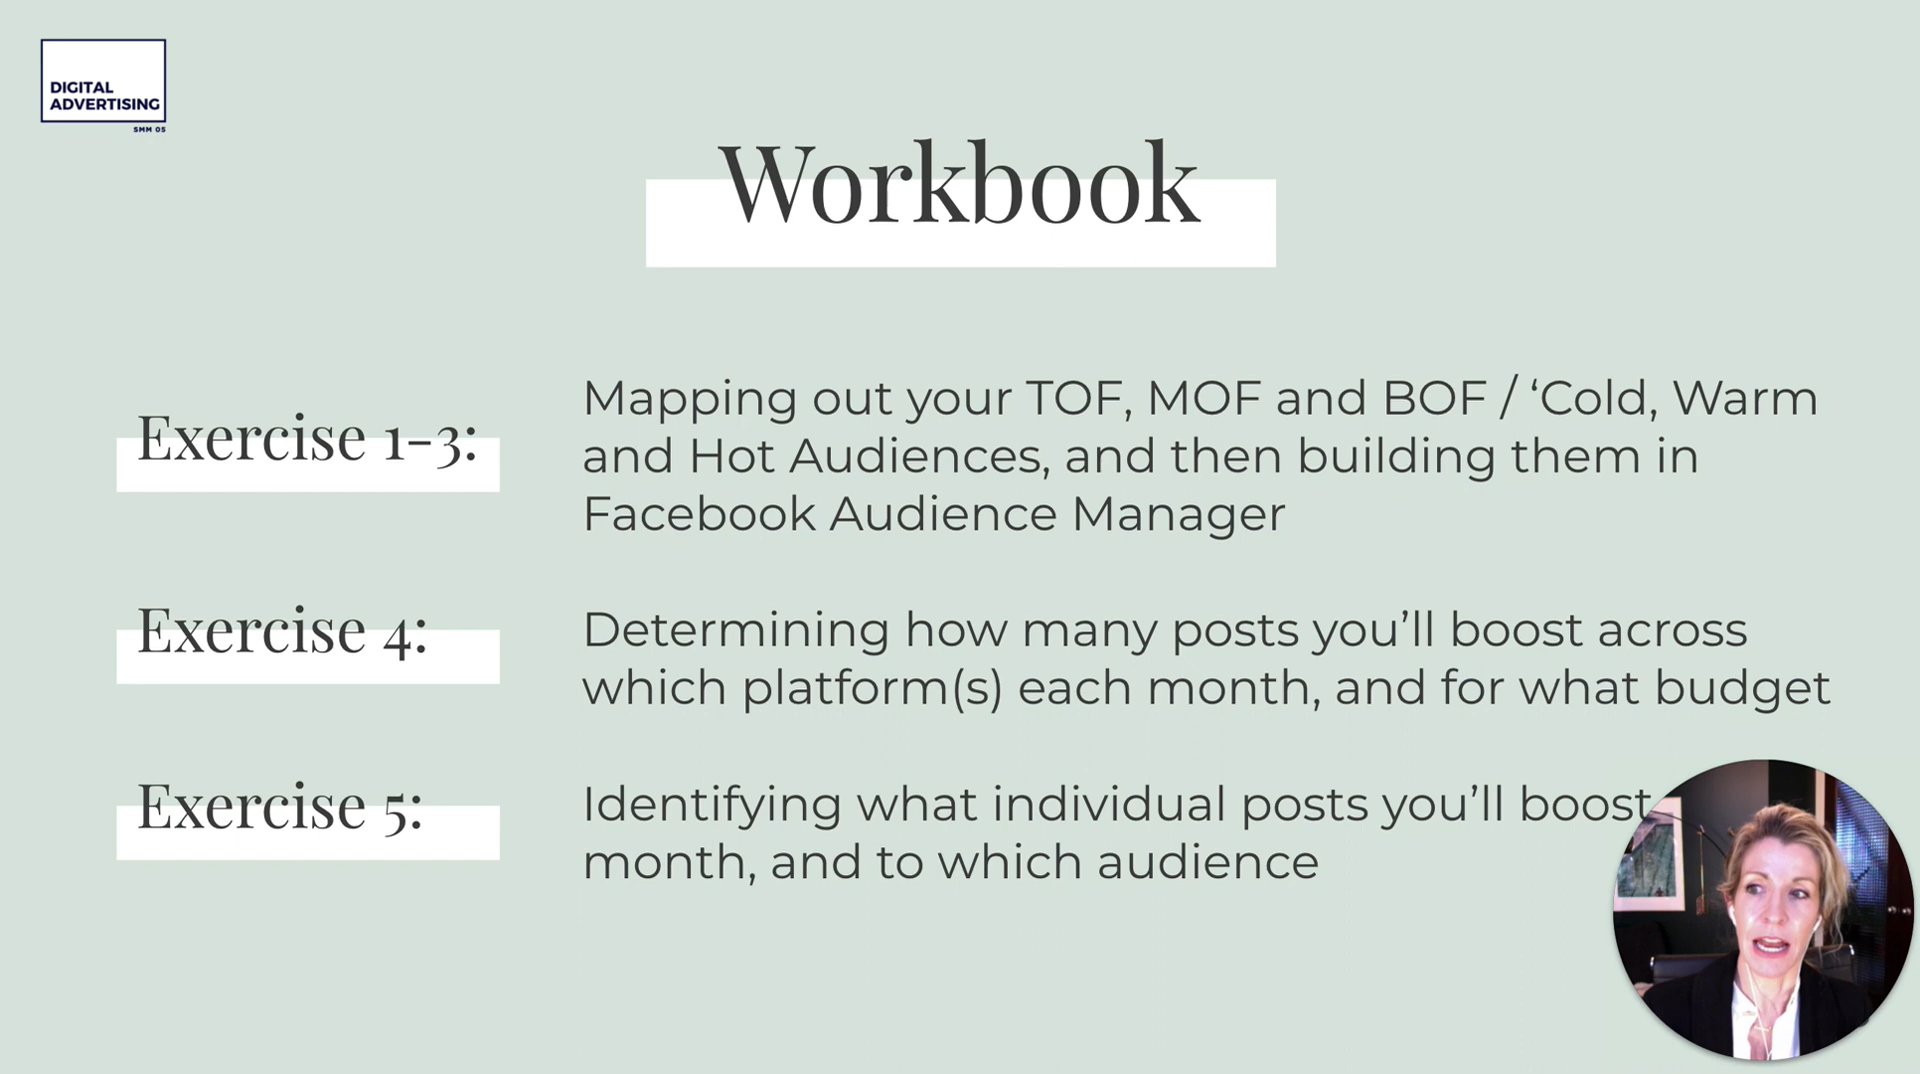 DIGITAL
ADVERTISING
SMM 05
Workbook
Exercise 1-3:
Mapping out your TOF, MOF and BOF / ‘Cold, Warm
and Hot Audiences, and then building them in
Facebook Audience Manager
Exercise 4:
Determining how many posts you’ll boost across
which platform(s) each month, and for what budget
Exercise 5:
Identifying what individual posts you’ll boost
month, and to which audience